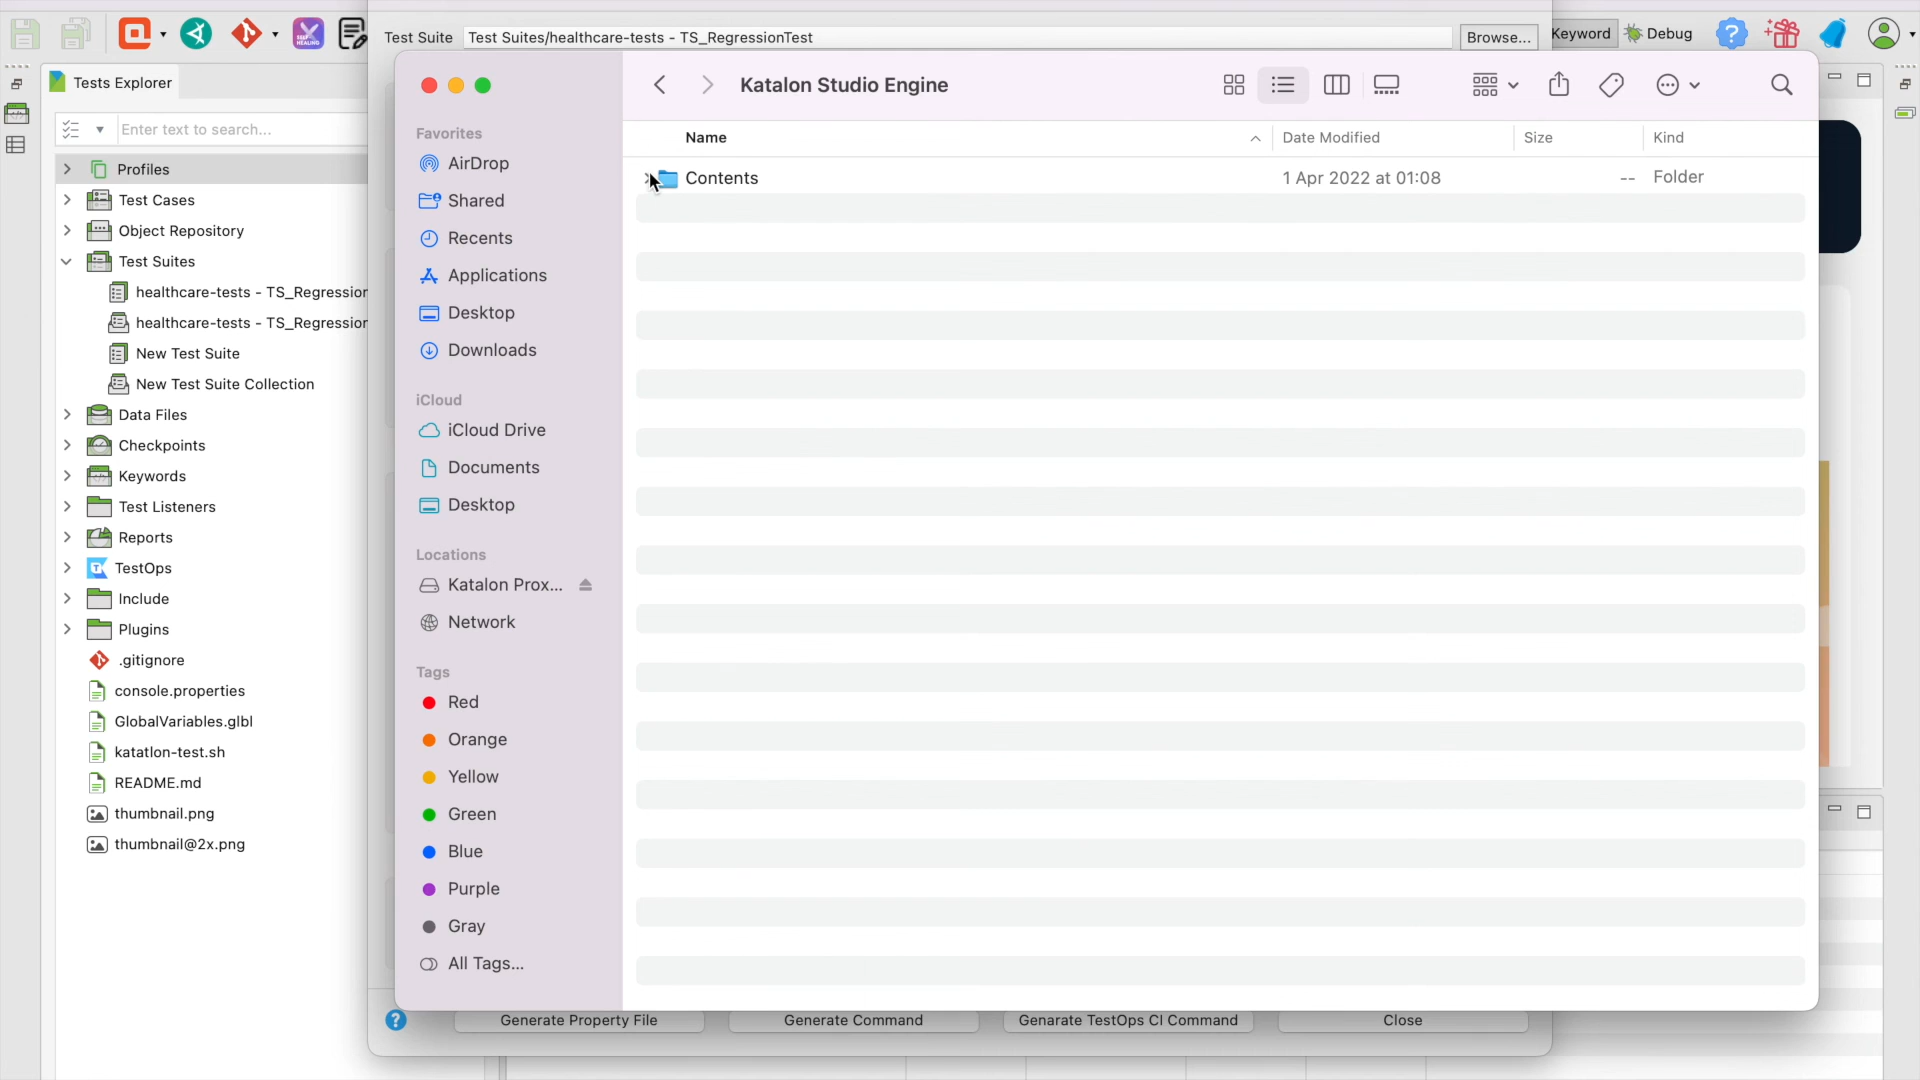 Test Suite
Test Suites/healthcare-tests - TS_RegressionTest
Browse...
Keyword
Debug
Tests Explorer
Enter text to search...
Profiles
Test Cases
Object Repository
Test Suites
healthcare-tests - TS_Regression
healthcare-tests - TS_Regression
New Test Suite
New Test Suite Collection
Data Files
Checkpoints
Keywords
Test Listeners
Reports
TestOps
Include
Plugins
.gitignore
console.properties
GlobalVariables.glbl
katatlon-test.sh
README.md
thumbnail.png
thumbnail@2x.png
Katalon Studio Engine
Favorites
AirDrop
Shared
Recents
Applications
Desktop
Downloads
iCloud
iCloud Drive
Documents
Desktop
Locations
Katalon Prox...
Network
Tags
Red
Orange
Yellow
Green
Blue
Purple
Gray
All Tags...
Name Date Modified Size Kind
Contents 1 Apr 2022 at 01:08 -- Folder
Generate Property File
Generate Command
Genarate TestOps CI Command
Close